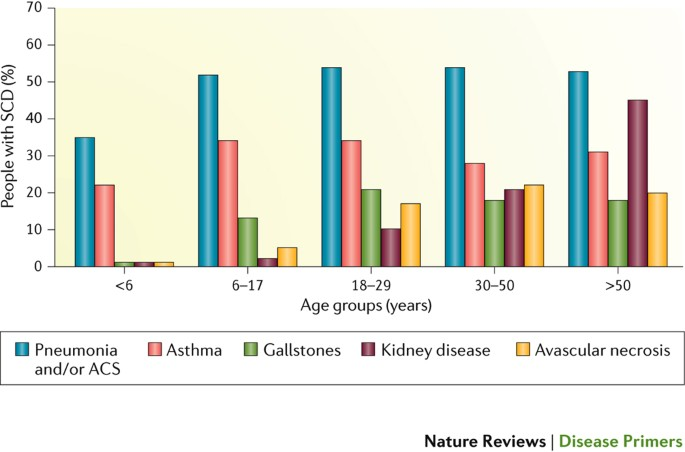 People with SCD (%)
70
60
50
40
30
20
10
0
<6
6–17
18–29
30–50
>50
Age groups (years)
Pneumonia and/or ACS
Asthma
Gallstones
Kidney disease
Avascular necrosis
Nature Reviews | Disease Primers